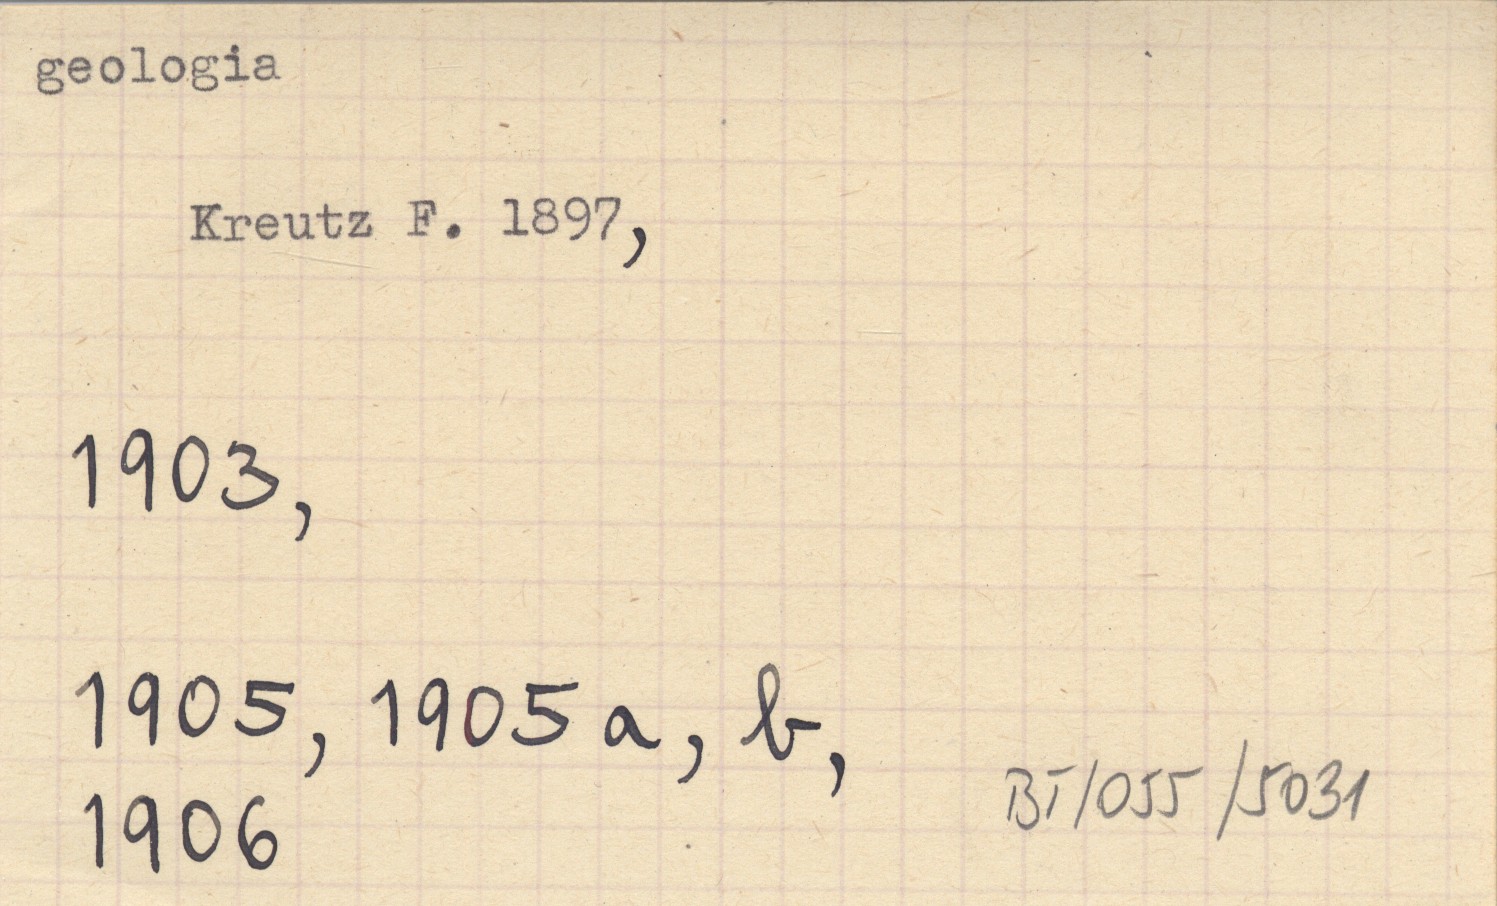 geologia
Kreutz F. 1897,
1903,
1905, 1905 a, b,
1906
BT/055/5031